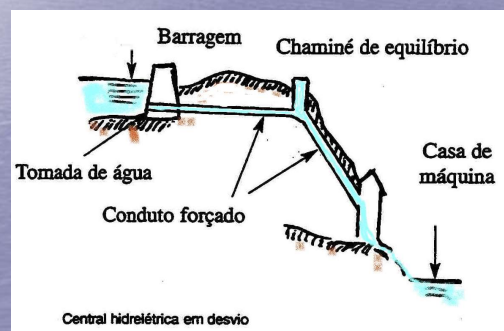 Barragem
Chaminé de equilíbrio
Tomada de água
Casa de
máquina
Conduto forçado
Central hidrelétrica em desvio